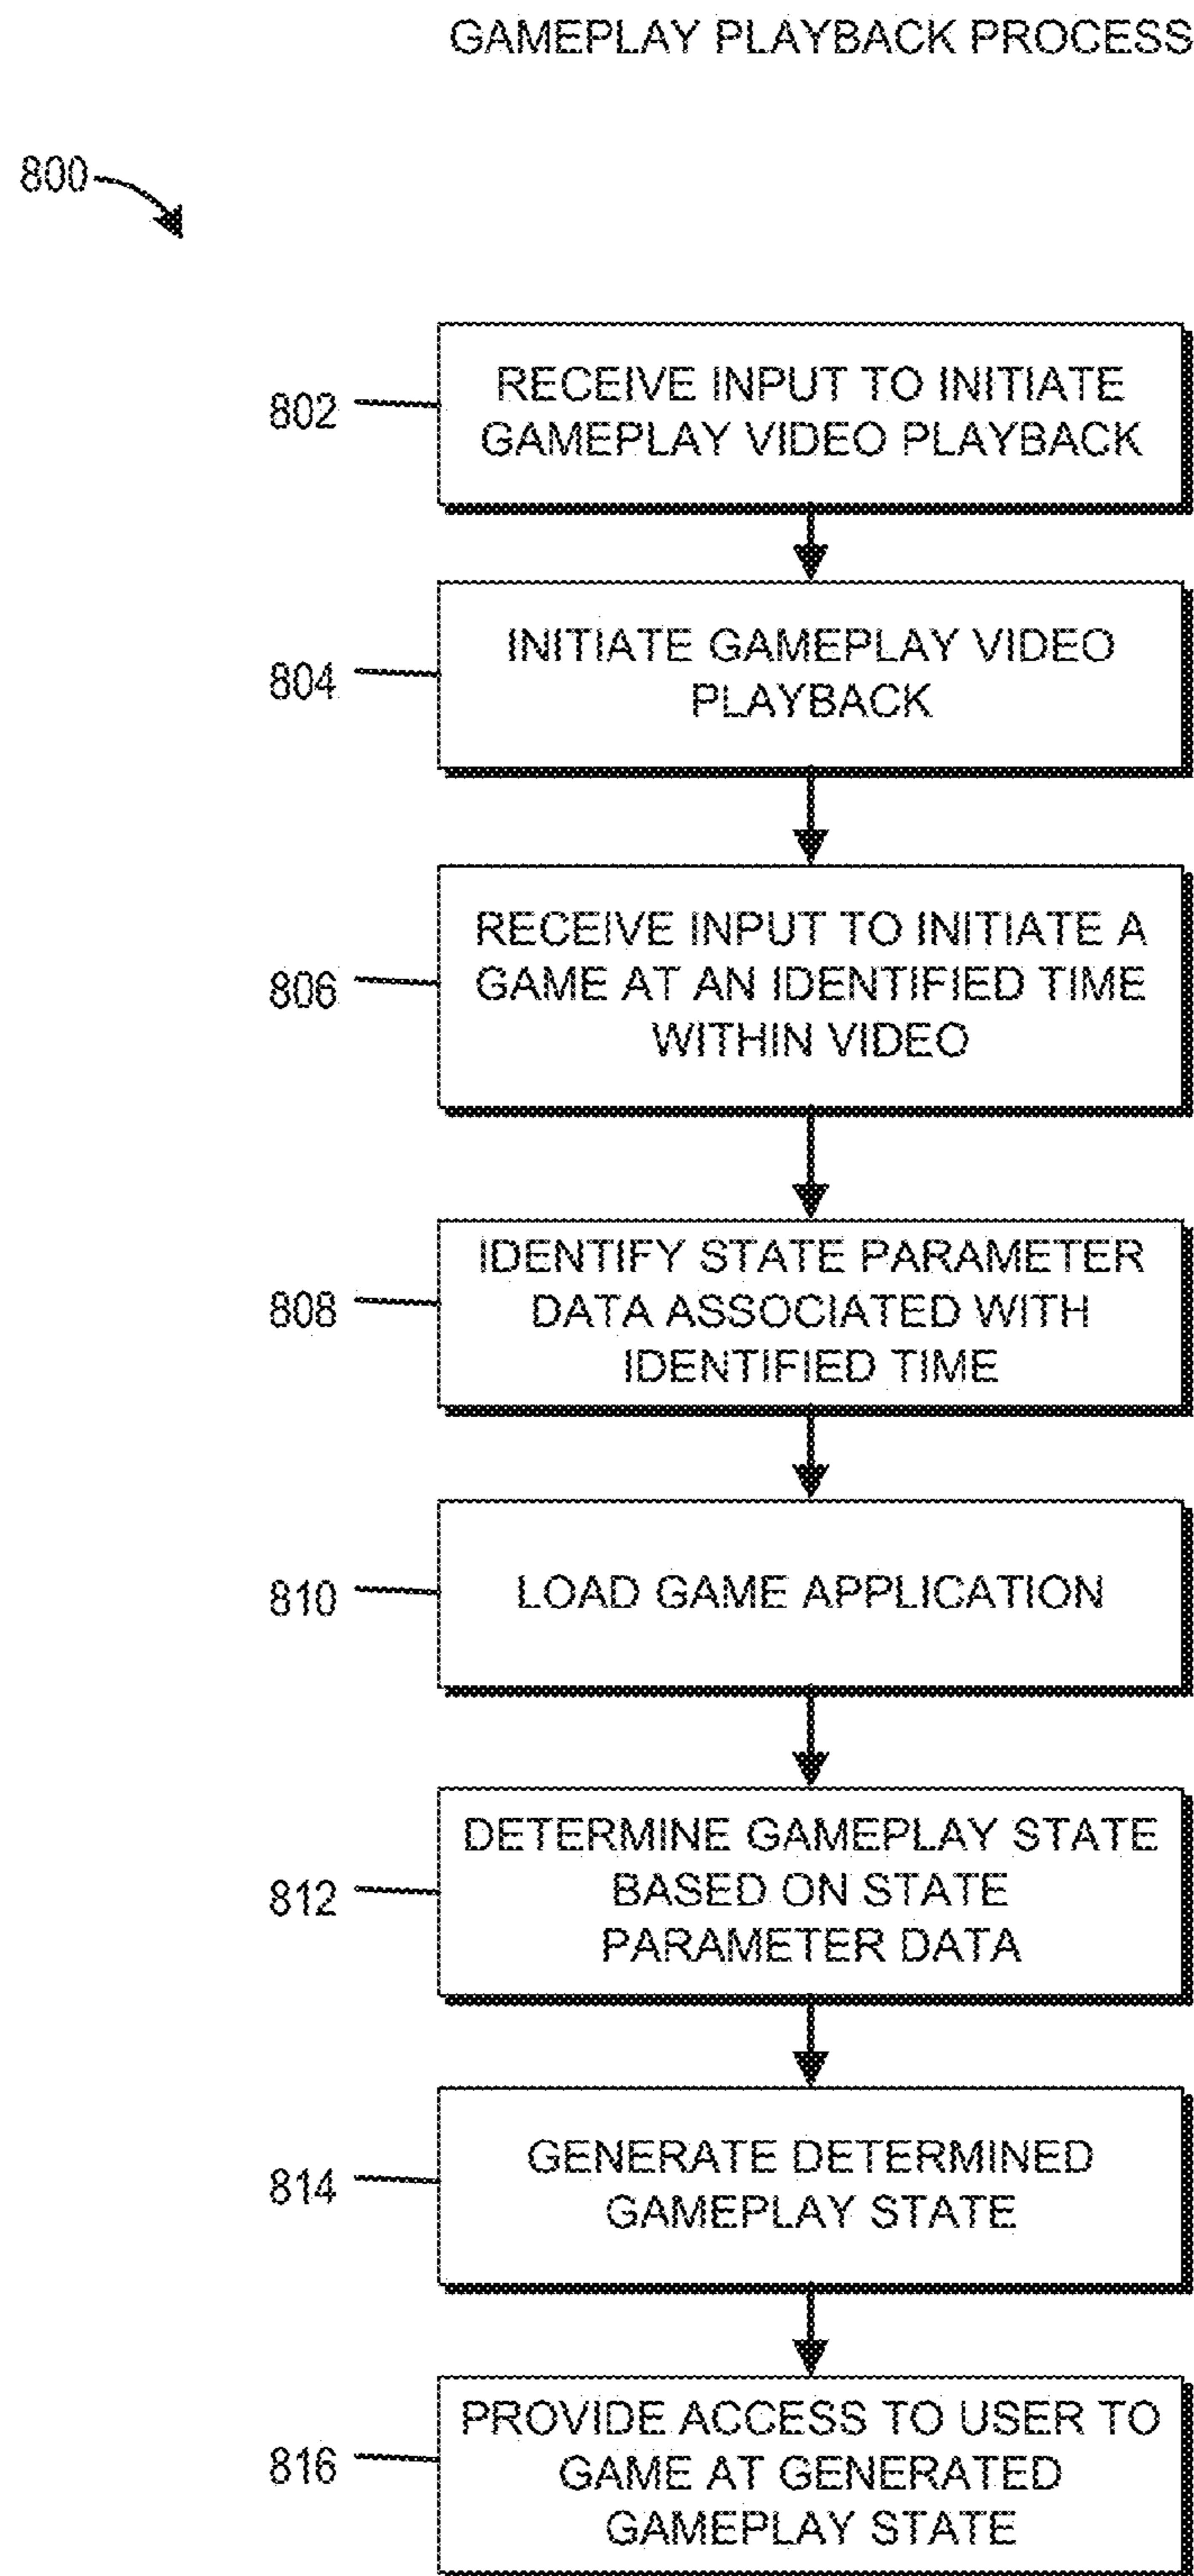 GAMEPLAY PLAYBACK PROCESS
800
802
RECEIVE INPUT TO INITIATE
GAMEPLAY VIDEO PLAYBACK
804
INITIATE GAMEPLAY VIDEO
PLAYBACK
806
RECEIVE INPUT TO INITIATE A
GAME AT AN IDENTIFIED TIME
WITHIN VIDEO
808
IDENTIFY STATE PARAMETER
DATA ASSOCIATED WITH
IDENTIFIED TIME
810
LOAD GAME APPLICATION
812
DETERMINE GAMEPLAY STATE
BASED ON STATE
PARAMETER DATA
814
GENERATE DETERMINED
GAMEPLAY STATE
816
PROVIDE ACCESS TO USER TO
GAME AT GENERATED
GAMEPLAY STATE